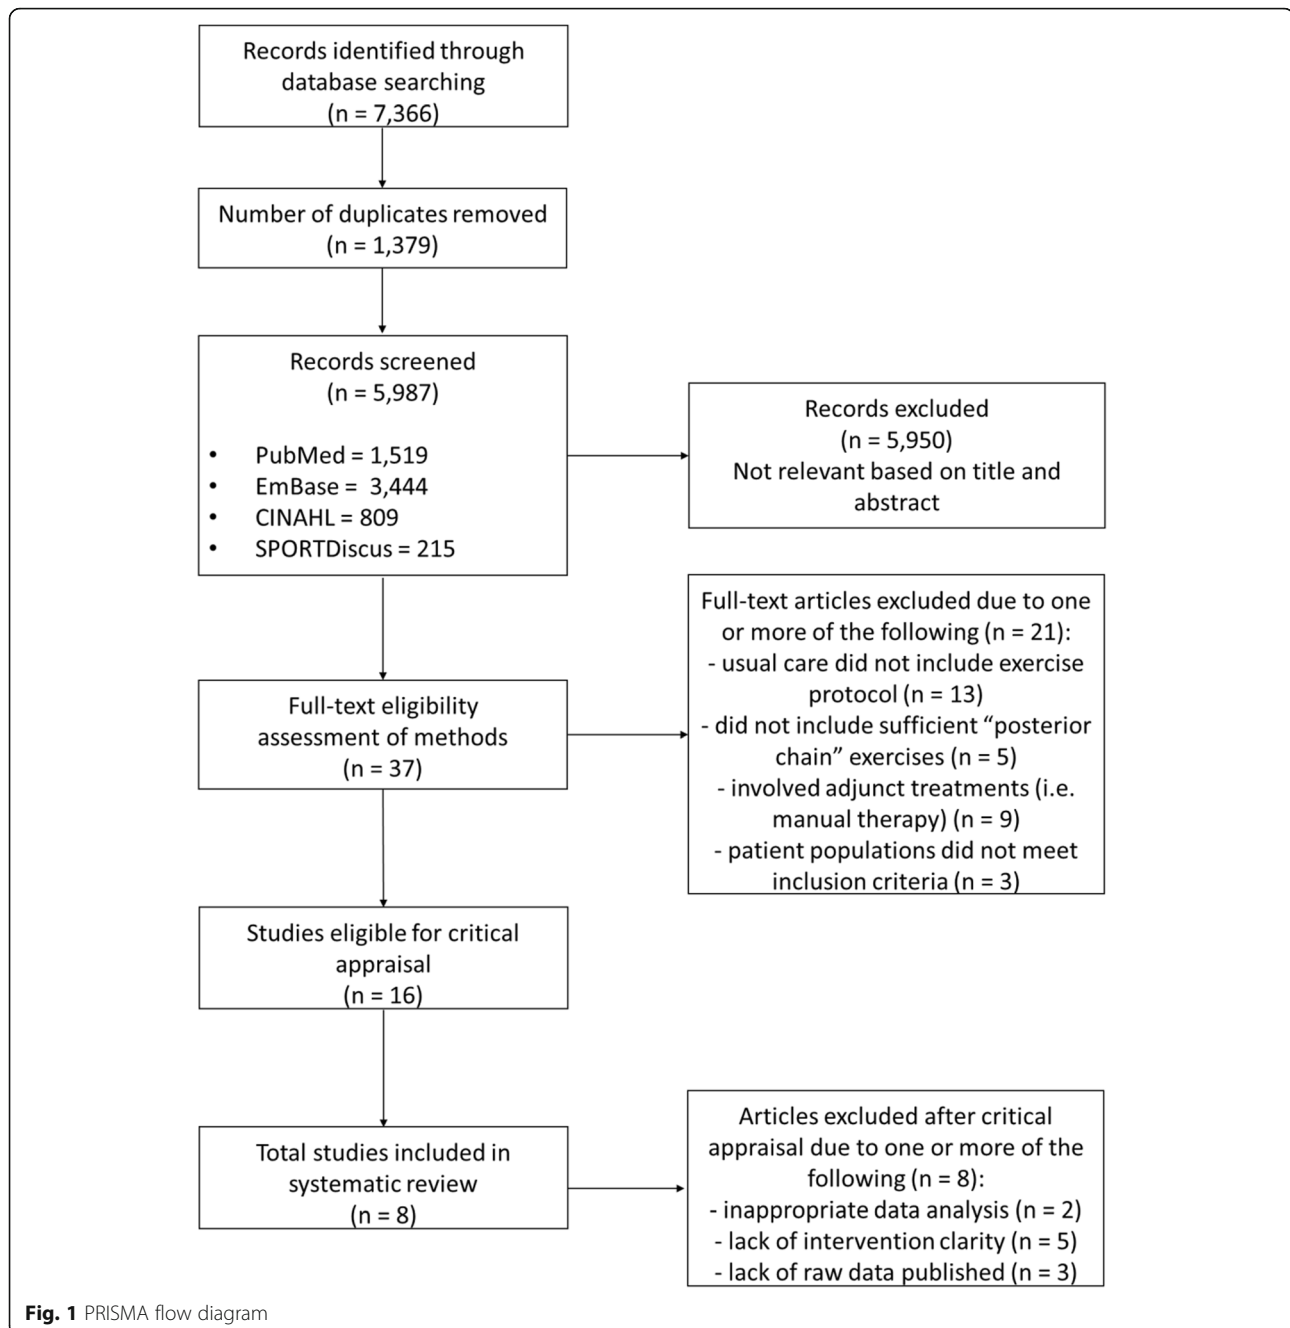 Records identified through
database searching
(n = 7,366)
Number of duplicates removed
(n = 1,379)
Records screened
(n = 5,987)
• PubMed = 1,519
• EmBase = 3,444
• CINAHL = 809
• SPORTDiscus = 215
Records excluded
(n = 5,950)
Not relevant based on title and
abstract
Full-text eligibility
assessment of methods
(n = 37)
Full-text articles excluded due to one
or more of the following (n = 21):
- usual care did not include exercise
protocol (n = 13)
- did not include sufficient “posterior
chain” exercises (n = 5)
- involved adjunct treatments (i.e.
manual therapy) (n = 9)
- patient populations did not meet
inclusion criteria (n = 3)
Studies eligible for critical
appraisal
(n = 16)
Total studies included in
systematic review
(n = 8)
Articles excluded after critical
appraisal due to one or more of the
following (n = 8):
- inappropriate data analysis (n = 2)
- lack of intervention clarity (n = 5)
- lack of raw data published (n = 3)
Fig. 1 PRISMA flow diagram